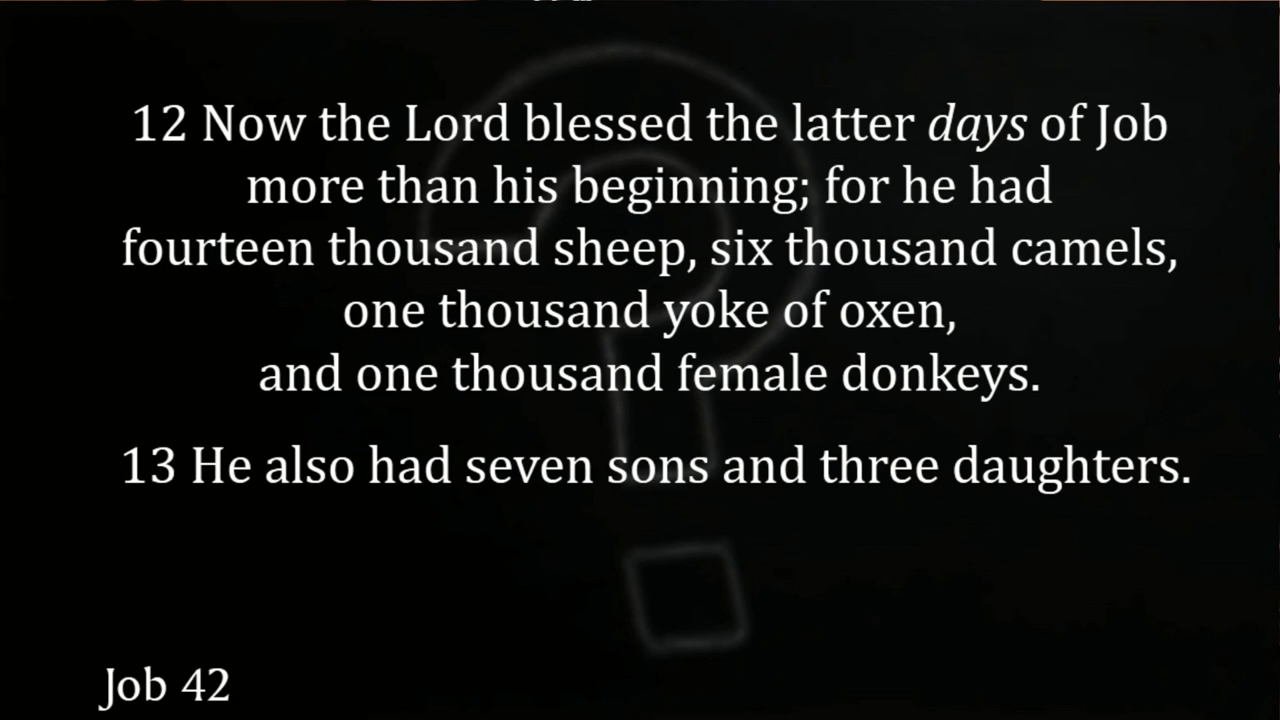 12 Now the Lord blessed the latter days of Job
more than his beginning; for he had
fourteen thousand sheep, six thousand camels,
one thousand yoke of oxen,
and one thousand female donkeys.
13 He also had seven sons and three daughters.
Job 42